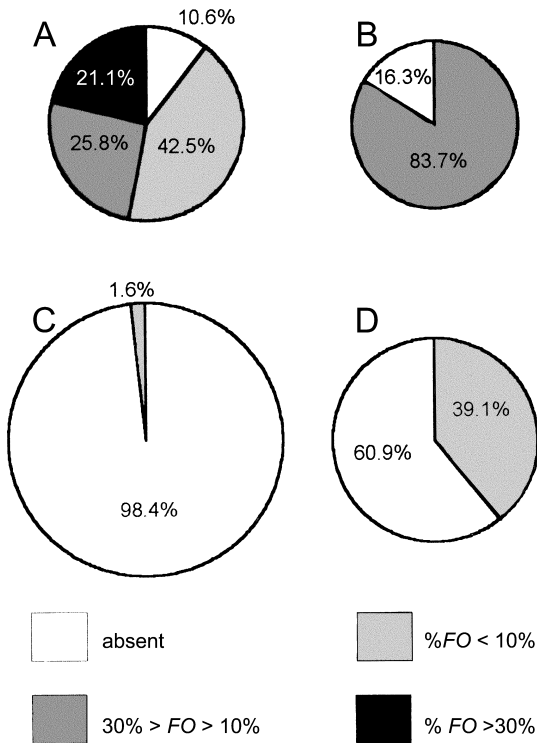 A
10.6%
21.1%
25.8%
42.5%
B
16.3%
83.7%
C
1.6%
98.4%
D
39.1%
60.9%
absent
%FO < 10%
30% > FO > 10%
% FO >30%